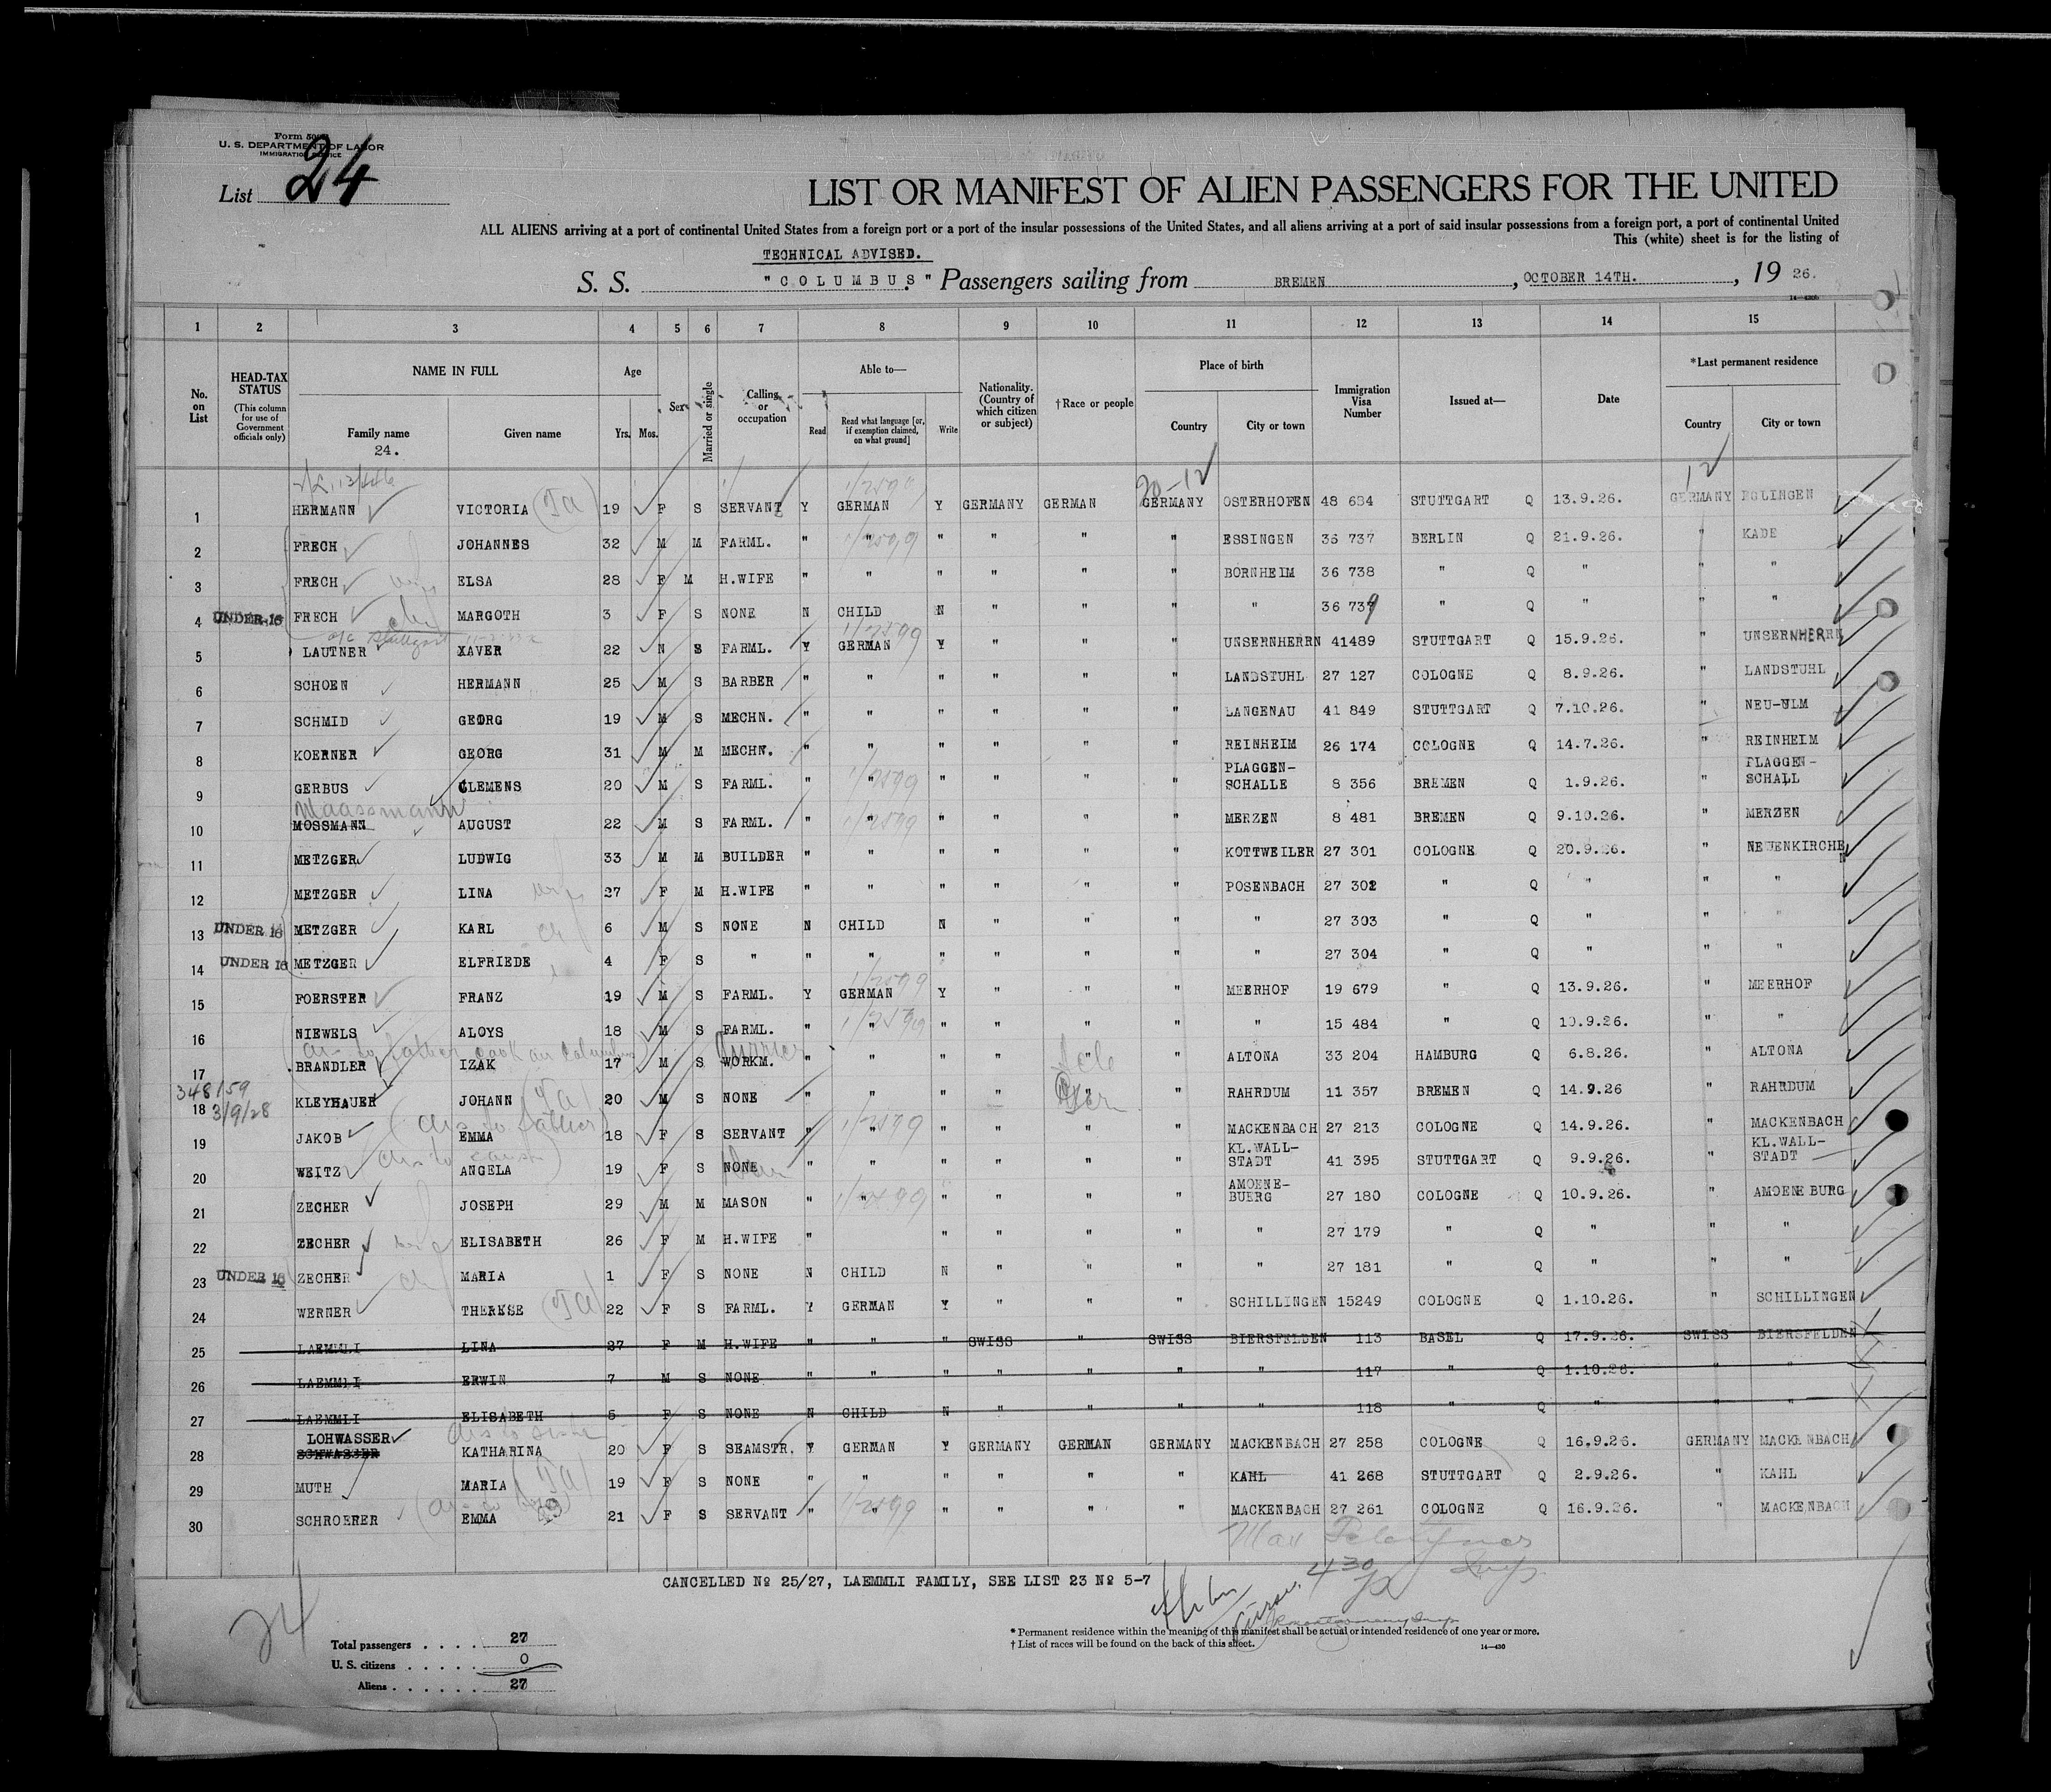 Form 500
U. S. DEPARTMENT OF LABOR
IMMIGRATION SERVICE
List 24
LIST OR MANIFEST OF ALIEN PASSENGERS FOR THE UNITED
ALL ALIENS arriving at a port of continental United States from a foreign port or a port of the insular possessions of the United States, and all aliens arriving at a port of said insular possessions from a foreign port, a port of continental United
This (white) sheet is for the listing of
TECHNICAL ADVISED.
S. S. "COLUMBUS." Passengers sailing from BREMEN, OCTOBER 14TH., 19 26.
1 2 3 4 5 6 7 8 9 10 11 12 13 14 15
No. on List
HEAD-TAX STATUS
(This column for use of Government officials only)
NAME IN FULL
Family name
24.
Given name
Age
Yrs. Mos.
Sex
Married or single
Calling or occupation
Able to—
Read
Read what language [or, if exemption claimed, on what ground]
Write
Nationality. (Country of which citizen or subject)
†Race or people
Place of birth
Country
City or town
Immigration Visa Number
Issued at—
Date
*Last permanent residence
Country
City or town
20-12 12
1 HERMANN VICTORIA (Ta) 19 F S SERVANT Y GERMAN Y GERMANY GERMAN GERMANY OSTERHOFEN 48 684 STUTTGART Q 13.9.26. GERMANY EGLINGEN
2 FRECH JOHANNES 32 M M FARML. " " " " " " ESSINGEN 36 737 BERLIN Q 21.9.26. " KADE
3 FRECH ELSA 28 F M H.WIFE " " " " " " BORNHEIM 36 738 " Q " " "
4 UNDER 16 FRECH MARGOTH 3 F S NONE N CHILD N " " " " 36 739 " Q " " "
5 LAUTNER XAVER 22 M S FARML. Y GERMAN Y " " " UNSERNHERRN 41489 STUTTGART Q 15.9.26. " UNSERNHERRN
6 SCHOEN HERMANN 25 M S BARBER " " " " " " LANDSTUHL 27 127 COLOGNE Q 8.9.26. " LANDSTUHL
7 SCHMID GEORG 19 M S MECHN. " " " " " " LANGENAU 41 849 STUTTGART Q 7.10.26. " NEU-ULM
8 KOERNER GEORG 31 M M MECHN. " " " " " " REINHEIM 26 174 COLOGNE Q 14.7.26. " REINHEIM
9 GERBUS CLEMENS 20 M S FARML. " " " " " " PLAGGEN-SCHALLE 8 356 BREMEN Q 1.9.26. " PLAGGEN-SCHALL
Maassmann
10 MOSSMANN AUGUST 22 M S FARML. " " " " " " MERZEN 8 481 BREMEN Q 9.10.26. " MERZEN
11 METZGER LUDWIG 33 M M BUILDER " " " " " " KOTTWEILER 27 301 COLOGNE Q 20.9.26. " NEUENKIRCHEN
12 METZGER LINA 27 F M H.WIFE " " " " " " POSENBACH 27 302 " Q " " "
13 UNDER 16 METZGER KARL 6 M S NONE N CHILD N " " " " 27 303 " Q " " "
14 UNDER 16 METZGER ELFRIEDE 4 F S " " " " " " " " 27 304 " Q " " "
15 FOERSTER FRANZ 19 M S FARML. Y GERMAN Y " " " MEERHOF 19 679 " Q 13.9.26. " MEERHOF
16 NIEWELS ALOYS 18 M S FARML. " " " " " " " 15 484 " Q 10.9.26. " "
17 BRANDLER IZAK 17 M S WORKM. " " " " " " ALTONA 33 204 HAMBURG Q 6.8.26. " ALTONA
348/59
3/9/28
18 KLEYHAUER JOHANN (Ta) 20 M S NONE " " " " " RAHRDUM 11 357 BREMEN Q 14.9.26 " RAHRDUM
19 JAKOB EMMA 18 F S SERVANT " " " " " " MACKENBACH 27 213 COLOGNE Q 14.9.26. " MACKENBACH
20 WEITZ ANGELA 19 F S NONE " " " " " " KL.WALL-STADT 41 395 STUTTGART Q 9.9.26. " KL.WALL-STADT
21 ZECHER JOSEPH 29 M M MASON " " " " " " AMOENE-BUERG 27 180 COLOGNE Q 10.9.26. " AMOENEBURG
22 ZECHER ELISABETH 26 F M H.WIFE " " " " " " 27 179 " Q " " "
23 UNDER 16 ZECHER MARIA 1 F S NONE N CHILD N " " " " 27 181 " Q " " "
24 WERNER THERESE (Ta) 22 F S FARML. Y GERMAN Y " " " SCHILLINGEN 15249 COLOGNE Q 1.10.26. " SCHILLINGEN
25 LAEMMLI LINA 27 F M H.WIFE " " " SWISS " SWISS BIERSFELDEN 113 BASEL Q 17.9.26. SWISS BIERSFELDEN
26 LAEMMLI ERWIN 7 M S NONE " " " " " " " 117 " Q 1.10.26. " "
27 LAEMMLI ELISABETH 5 F S NONE N CHILD N " " " " 118 " Q " " "
LOHWASSER
28 SCHWASSER KATHARINA 20 F S SEAMSTR. Y GERMAN Y GERMANY GERMAN GERMANY MACKENBACH 27 258 COLOGNE Q 16.9.26. GERMANY MACKENBACH
29 MUTH MARIA (Ta) 19 F S NONE " " " " " " KAHL 41 268 STUTTGART Q 2.9.26. " KAHL
30 SCHROERER EMMA 21 F S SERVANT " " " " " " MACKENBACH 27 261 COLOGNE Q 16.9.26. " MACKENBACH
CANCELLED Nº 25/27, LAEMMLI FAMILY, SEE LIST 23 Nº 5-7
430
24
Total passengers . . . . . 27
U. S. citizens . . . . . 0
Aliens . . . . . . 27
* Permanent residence within the meaning of this manifest shall be actual or intended residence of one year or more.
† List of races will be found on the back of this sheet.
14—430